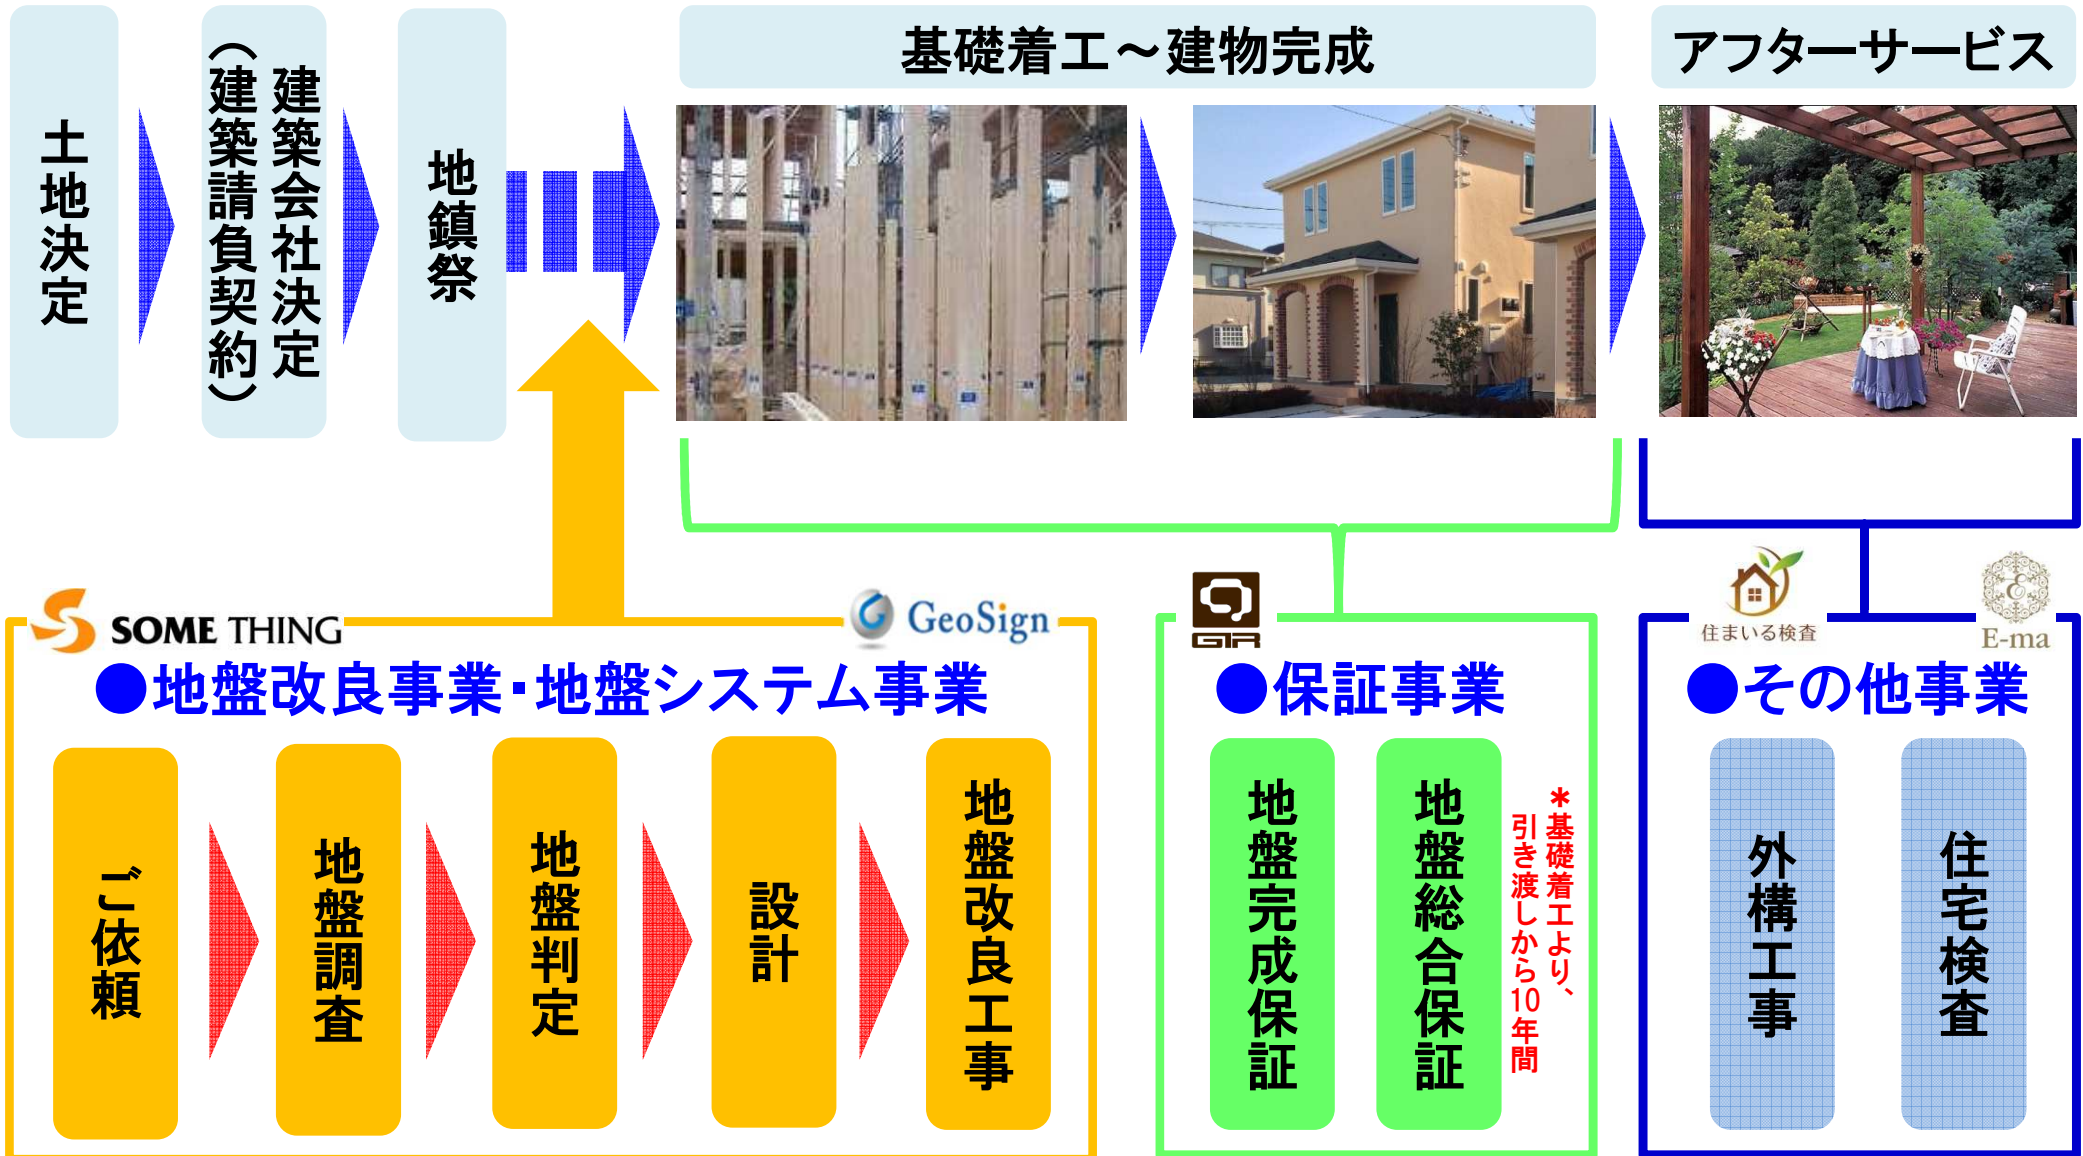 土地決定
建築会社決定
（建築請負契約）
地鎮祭
基礎着工～建物完成
アフターサービス
SOME THING
GeoSign
●地盤改良事業・地盤システム事業
ご依頼
地盤調査
地盤判定
設計
地盤改良工事
GIR
●保証事業
地盤完成保証
地盤総合保証
＊基礎着工より、
引き渡しから10年間
住まいる検査
E-ma
●その他事業
外構工事
住宅検査